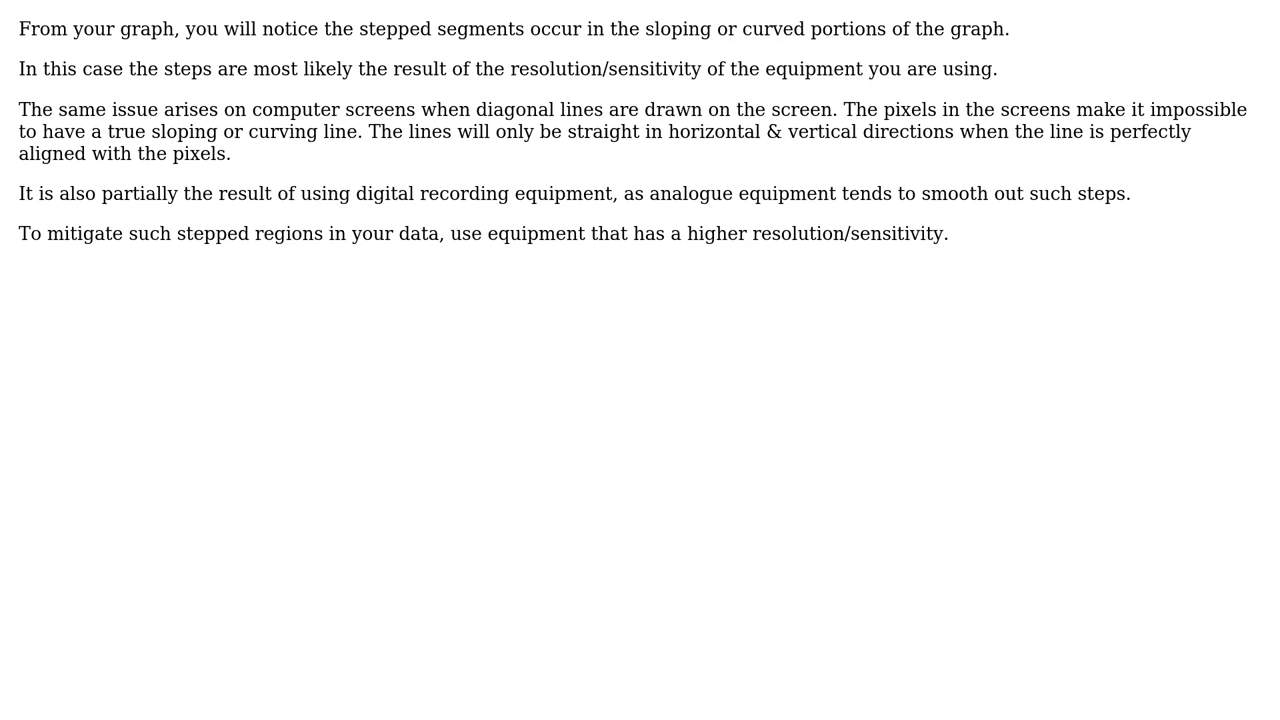 From your graph, you will notice the stepped segments occur in the sloping or curved portions of the graph.
In this case the steps are most likely the result of the resolution/sensitivity of the equipment you are using.
The same issue arises on computer screens when diagonal lines are drawn on the screen. The pixels in the screens make it impossible
to have a true sloping or curving line. The lines will only be straight in horizontal & vertical directions when the line is perfectly
aligned with the pixels.
It is also partially the result of using digital recording equipment, as analogue equipment tends to smooth out such steps.
To mitigate such stepped regions in your data, use equipment that has a higher resolution/sensitivity.